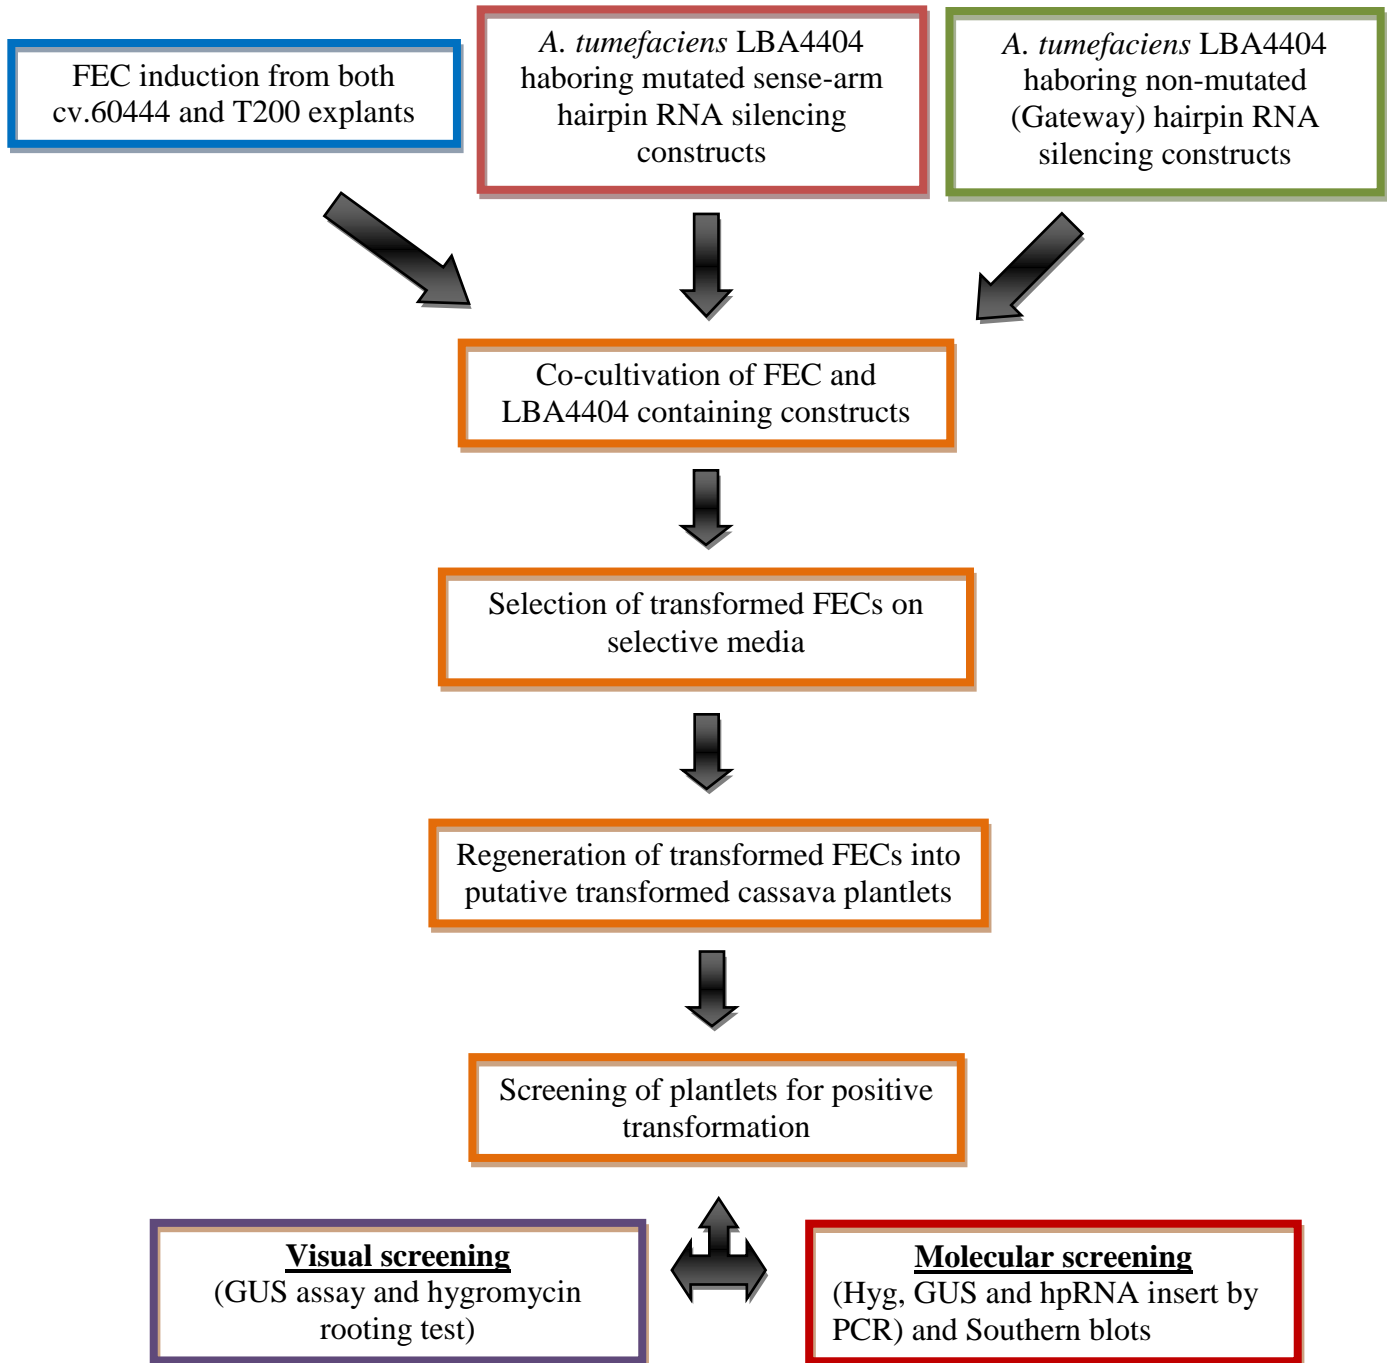 FEC induction from both
cv.60444 and T200 explants
A. tumefaciens LBA4404
haboring mutated sense-arm
hairpin RNA silencing
constructs
A. tumefaciens LBA4404
haboring non-mutated
(Gateway) hairpin RNA
silencing constructs
Co-cultivation of FEC and
LBA4404 containing constructs
Selection of transformed FECs on
selective media
Regeneration of transformed FECs into
putative transformed cassava plantlets
Screening of plantlets for positive
transformation
Visual screening
(GUS assay and hygromycin
rooting test)
Molecular screening
(Hyg, GUS and hpRNA insert by
PCR) and Southern blots